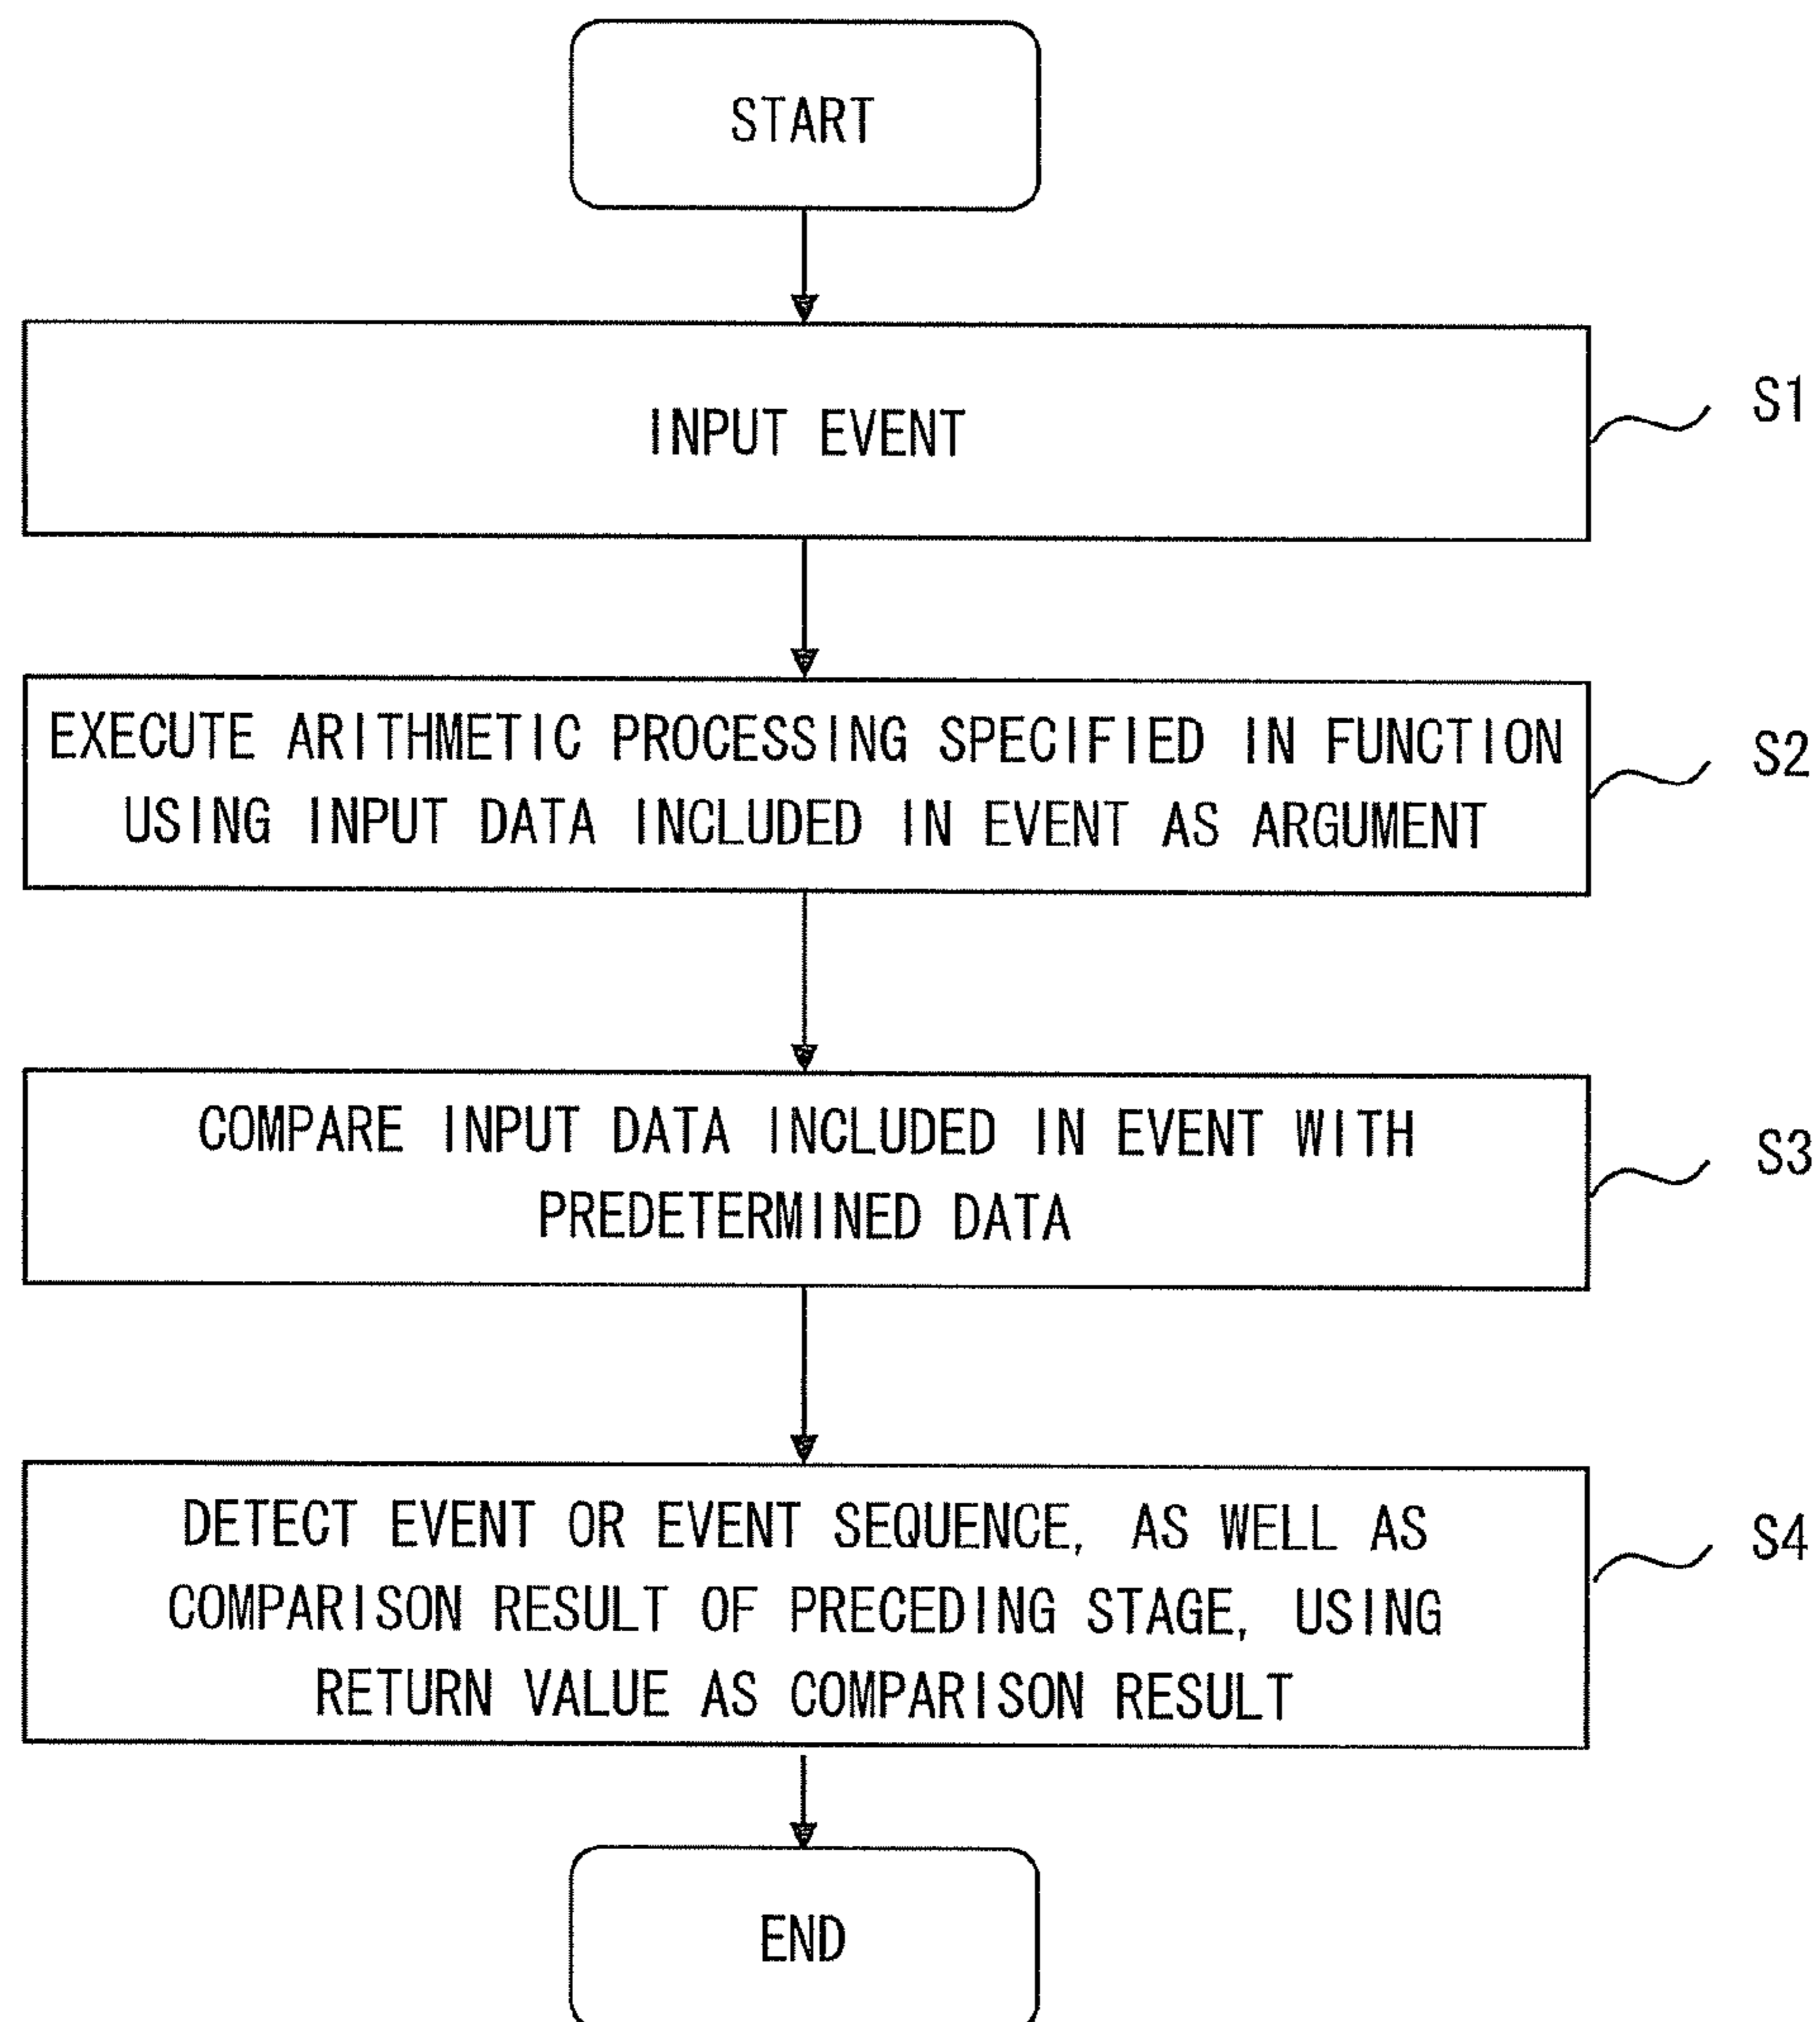 START
INPUT EVENT
S1
EXECUTE ARITHMETIC PROCESSING SPECIFIED IN FUNCTION
USING INPUT DATA INCLUDED IN EVENT AS ARGUMENT
S2
COMPARE INPUT DATA INCLUDED IN EVENT WITH
PREDETERMINED DATA
S3
DETECT EVENT OR EVENT SEQUENCE, AS WELL AS
COMPARISON RESULT OF PRECEDING STAGE, USING
RETURN VALUE AS COMPARISON RESULT
S4
END